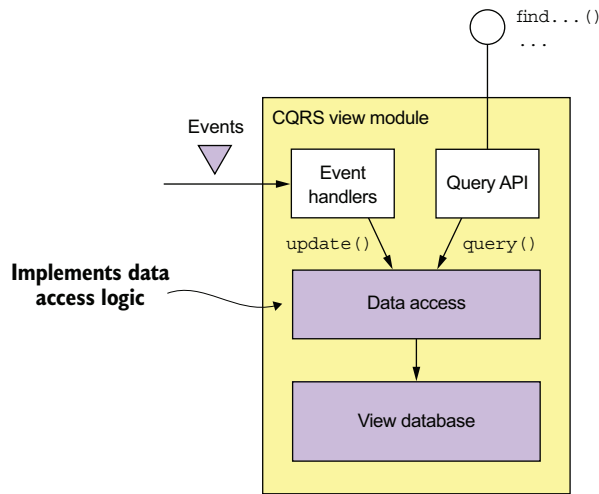 find...()
...
CQRS view module
Events
Event
handlers
Query API
update()
query()
Implements data
access logic
Data access
View database